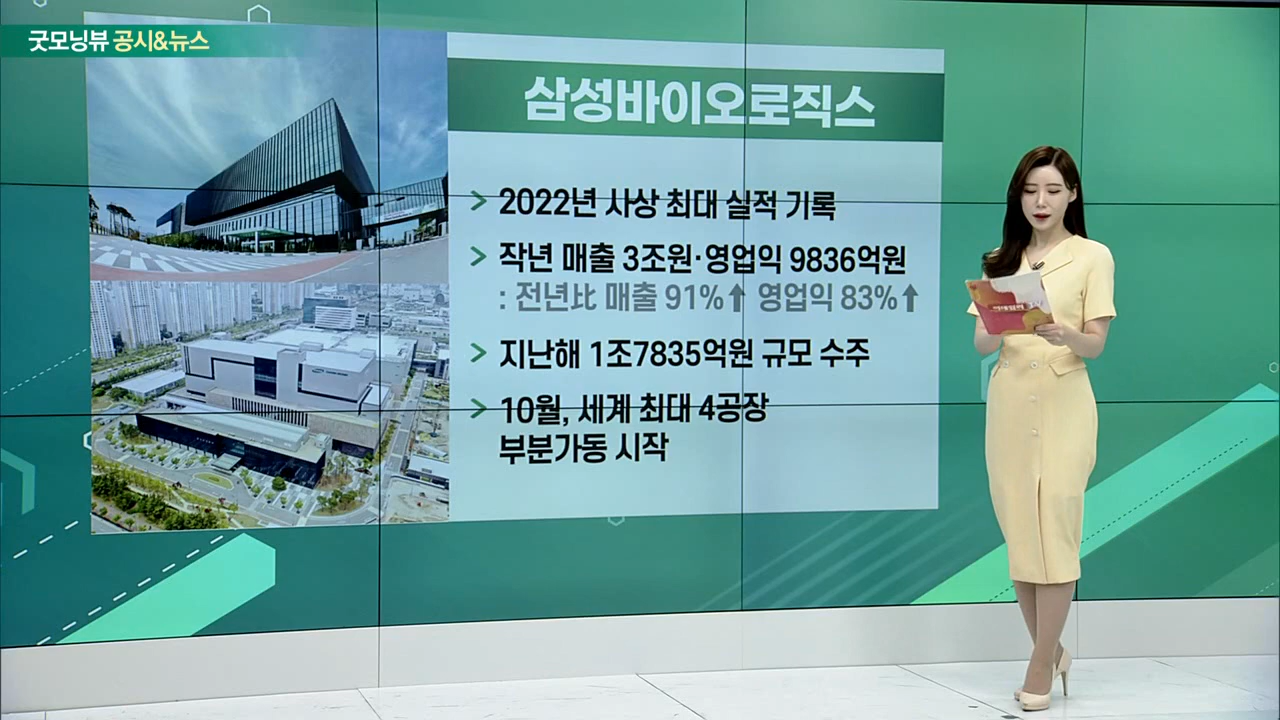 굿모닝뷰 공시&뉴스
삼성바이오로직스
> 2022년 사상 최대 실적 기록
> 작년 매출 3조원·영업익 9836억원
: 전년比 매출 91%⬆ 영업익 83%⬆
> 지난해 1조7835억원 규모 수주
> 10월, 세계 최대 4공장
부분가동 시작